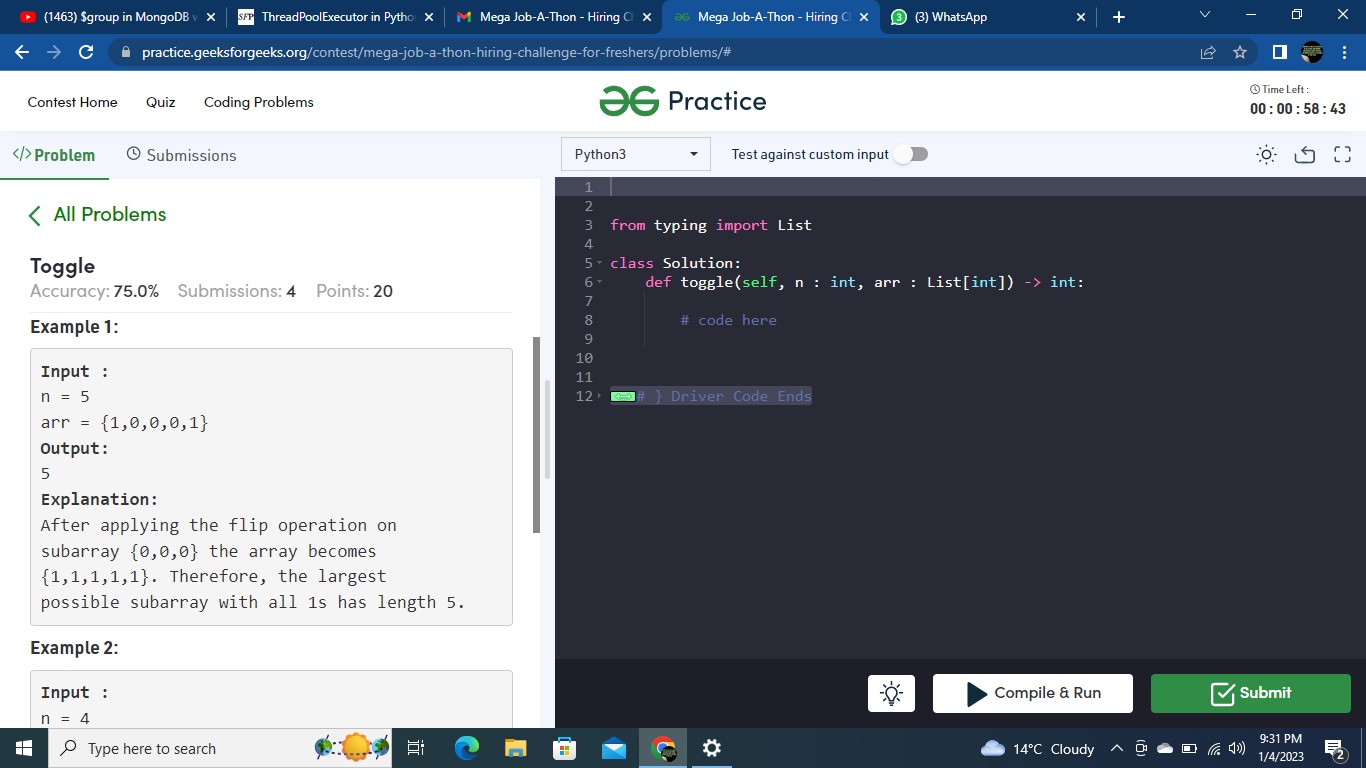 (1463) $group in MongoDB
SFP ThreadPoolExecutor in Pytho
Mega Job-A-Thon - Hiring C
Mega Job-A-Thon - Hiring C
(3) WhatsApp
practice.geeksforgeeks.org/contest/mega-job-a-thon-hiring-challenge-for-freshers/problems/#
Contest Home Quiz Coding Problems
Practice
Time Left :
00 : 00 : 58 : 43
</> Problem Submissions
Python3 Test against custom input
All Problems
Toggle
Accuracy: 75.0% Submissions: 4 Points: 20
Example 1:
Input :
n = 5
arr = {1,0,0,0,1}
Output:
5
Explanation:
After applying the flip operation on
subarray {0,0,0} the array becomes
{1,1,1,1,1}. Therefore, the largest
possible subarray with all 1s has length 5.
Example 2:
Input :
n = 4
1
2
3 from typing import List
4
5 class Solution:
6 def toggle(self, n : int, arr : List[int]) -> int:
7
8 # code here
9
10
11
12 # } Driver Code Ends
Compile & Run
Submit
Type here to search
14°C Cloudy
9:31 PM
1/4/2023
2